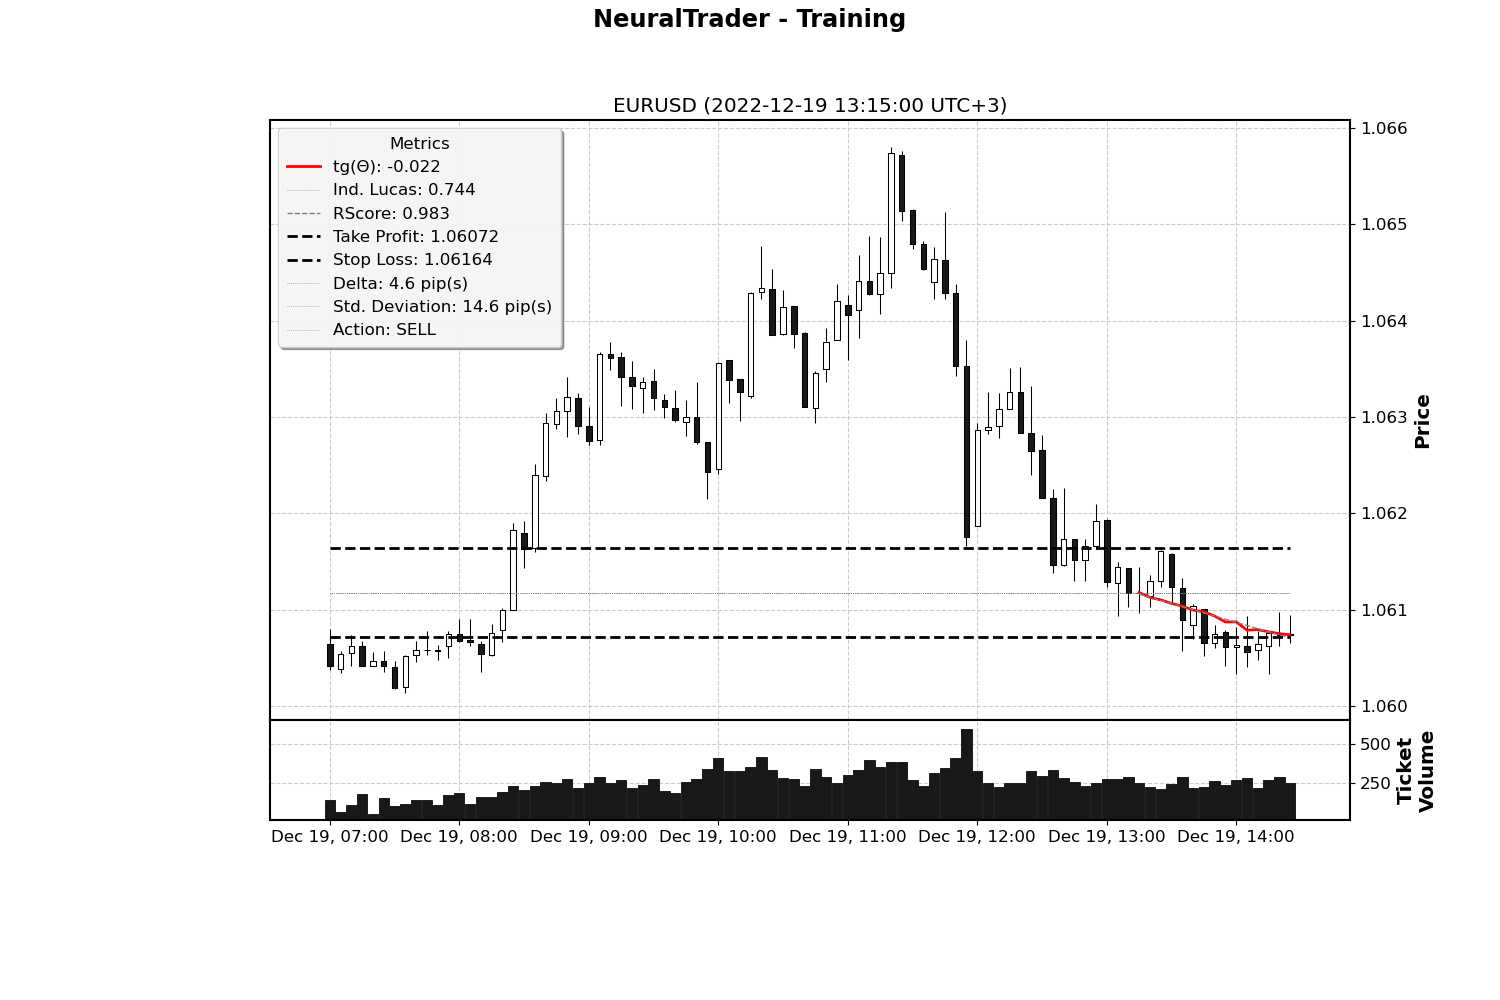 NeuralTrader - Training
EURUSD (2022-12-19 13:15:00 UTC+3)
Metrics
tg(Θ): -0.022
Ind. Lucas: 0.744
RScore: 0.983
Take Profit: 1.06072
Stop Loss: 1.06164
Delta: 4.6 pip(s)
Std. Deviation: 14.6 pip(s)
Action: SELL
1.066
1.065
1.064
1.063
1.062
1.061
1.060
Price
500
250
Ticket
Volume
Dec 19, 07:00 Dec 19, 08:00 Dec 19, 09:00 Dec 19, 10:00 Dec 19, 11:00 Dec 19, 12:00 Dec 19, 13:00 Dec 19, 14:00